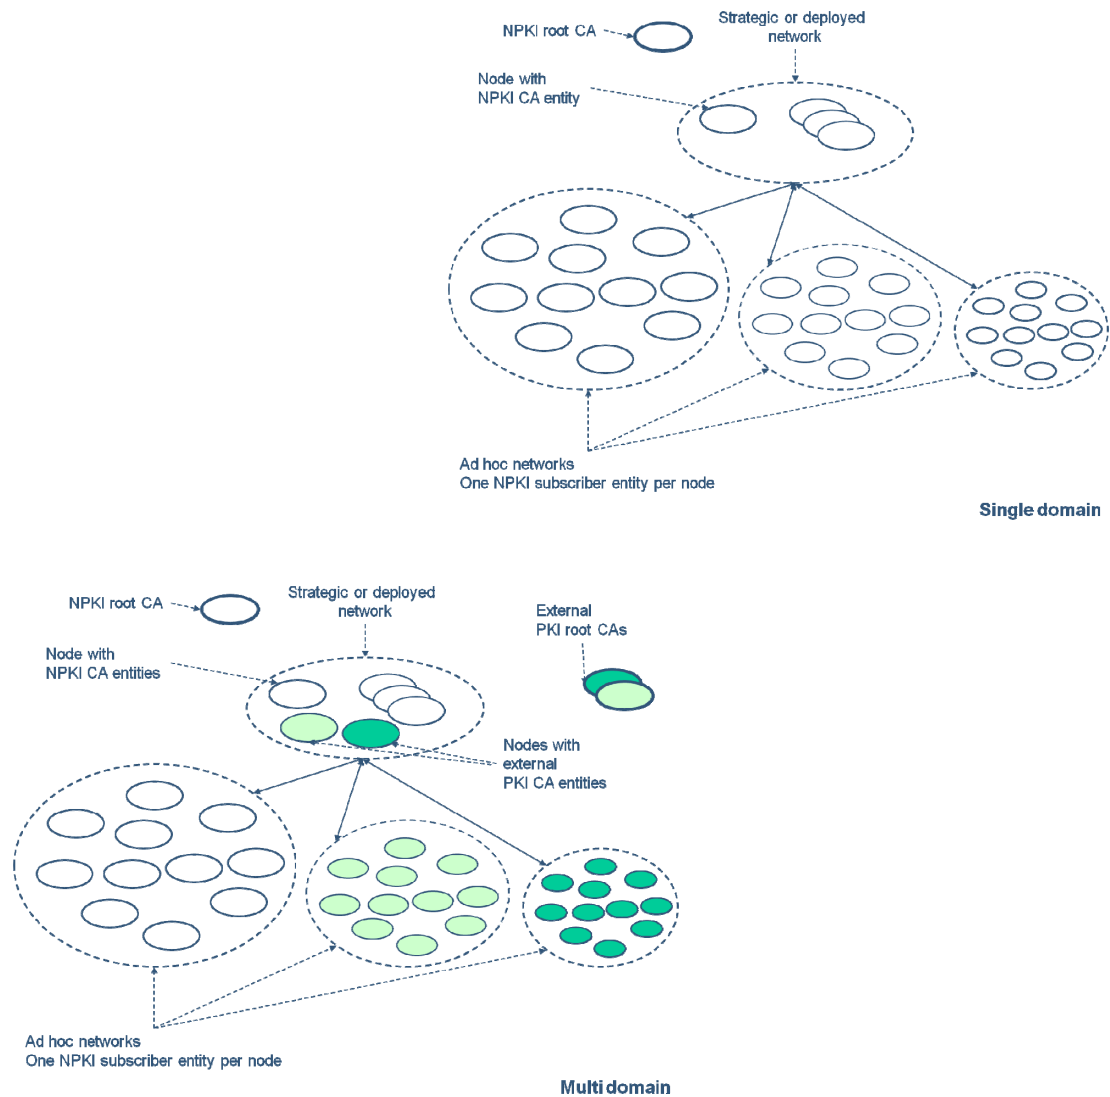 NPKI root CA
Strategic or deployed
network
Node with
NPKI CA entity
Ad hoc networks
One NPKI subscriber entity per node
Single domain
NPKI root CA
Strategic or deployed
network
External
PKI root CAs
Node with
NPKI CA entities
Nodes with
external
PKI CA entities
Ad hoc networks
One NPKI subscriber entity per node
Multi domain